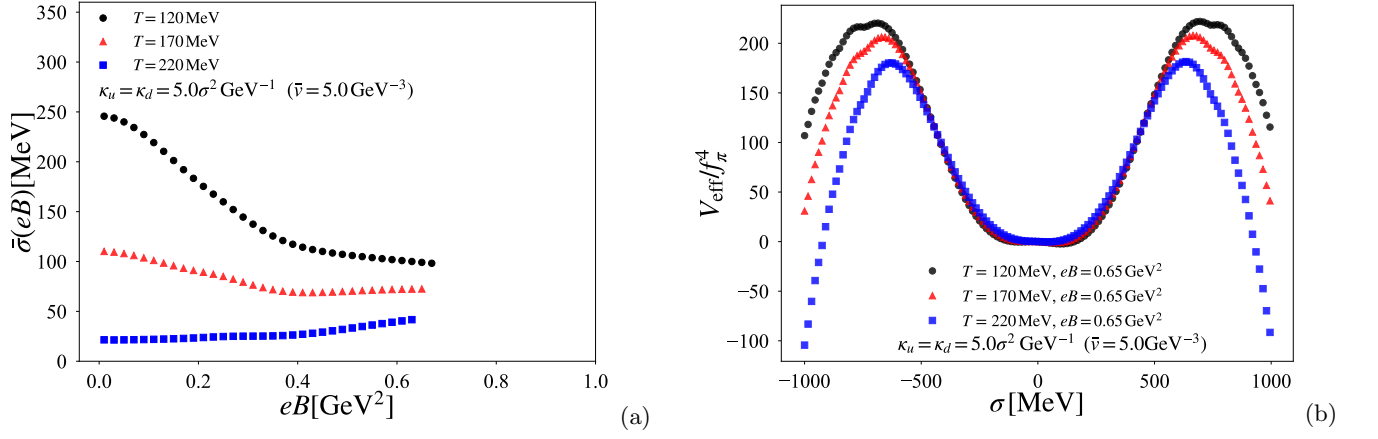 T = 120 MeV
T = 170 MeV
T = 220 MeV
κ_u = κ_d = 5.0σ² GeV⁻¹ (ν̄ = 5.0 GeV⁻³)
σ̄(eB)[MeV]
350
300
250
200
150
100
50
0
0.0 0.2 0.4 0.6 0.8 1.0
eB[GeV²]
(a)
V_eff/f_π⁴
200
150
100
50
0
−50
−100
T = 120 MeV, eB = 0.65 GeV²
T = 170 MeV, eB = 0.65 GeV²
T = 220 MeV, eB = 0.65 GeV²
κ_u = κ_d = 5.0σ² GeV⁻¹ (ν̄ = 5.0GeV⁻³)
−1000 −500 0 500 1000
σ[MeV]
(b)